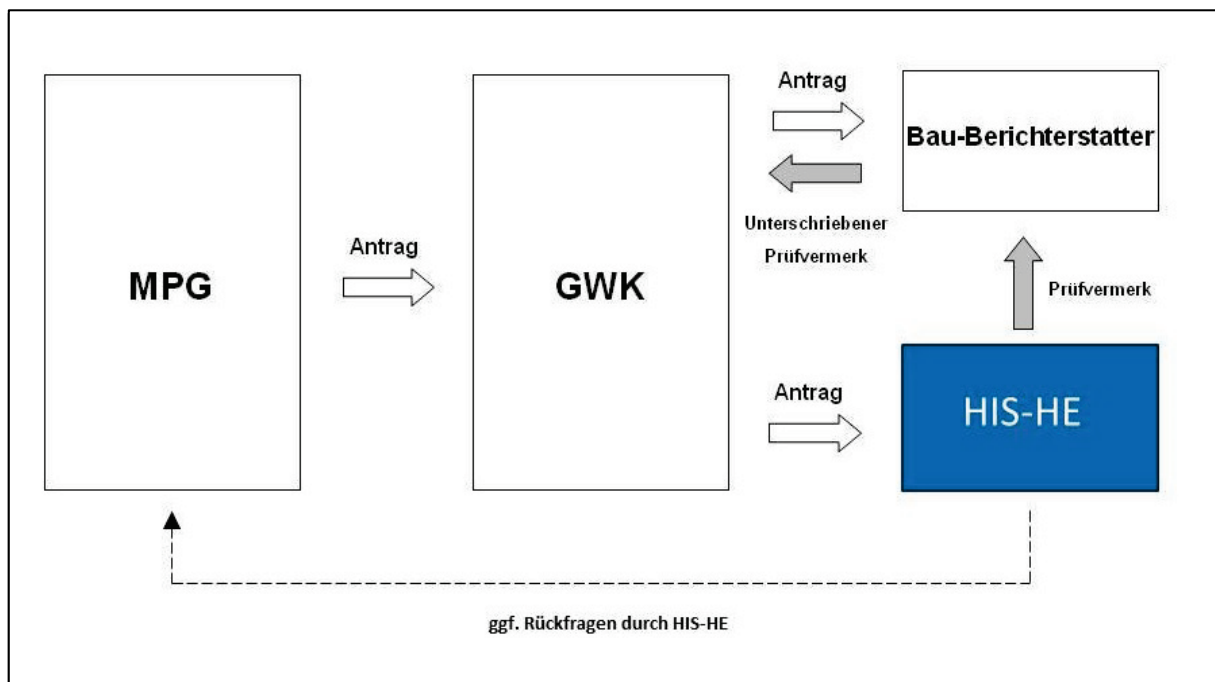 MPG
Antrag
GWK
Antrag
Bau-Berichterstatter
Unterschriebener
Prüfvermerk
Prüfvermerk
Antrag
HIS-HE
ggf. Rückfragen durch HIS-HE